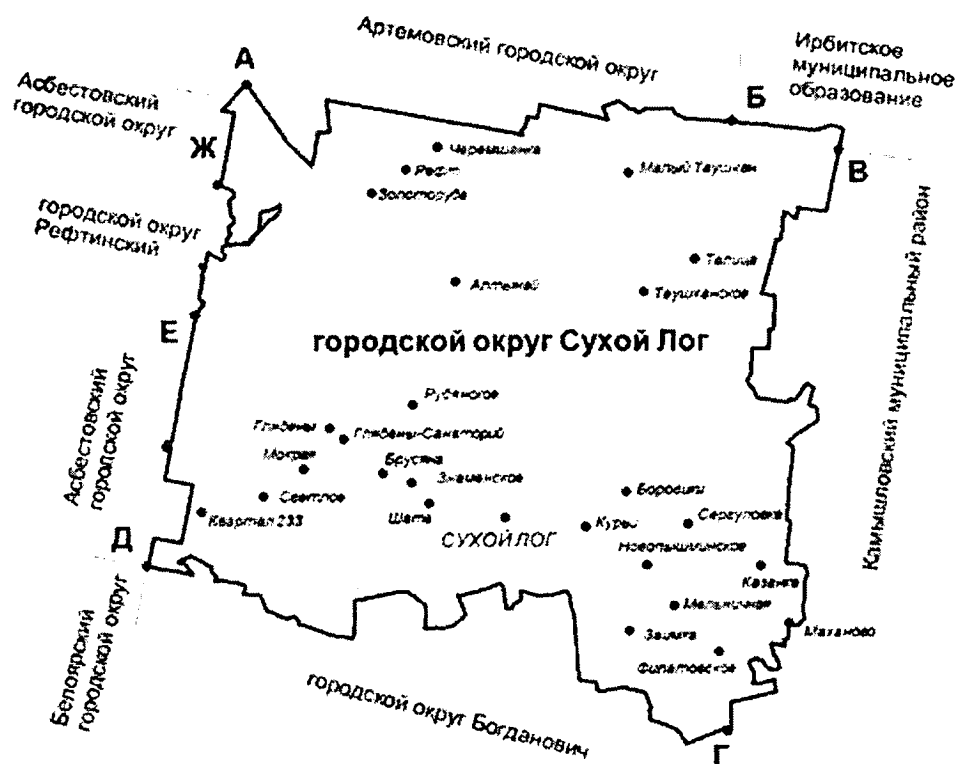 Артемовский городской округ
Ирбитское
муниципальное
образование
А
Асбестовский
городской округ
Б
Ж
В
Черемшанка
Рефт
Золоторуда
Малый Таушкан
городской округ
Рефтинский
Талица
Алтынай
Таушканское
Е
городской округ Сухой Лог
Камышловский муниципальный район
Асбестовский
городской округ
Рудянское
Глядены
Глядены-Санаторий
Мокрая
Брусяна
Знаменское
Светлое
Боровики
Квартал 233
Шата
СУХОЙ ЛОГ
Курьи
Сергуловка
Новопышминское
Д
Казанка
Мельничная
Заимка
Маханово
Филатовское
Белоярский
городской округ
городской округ Богданович
Г